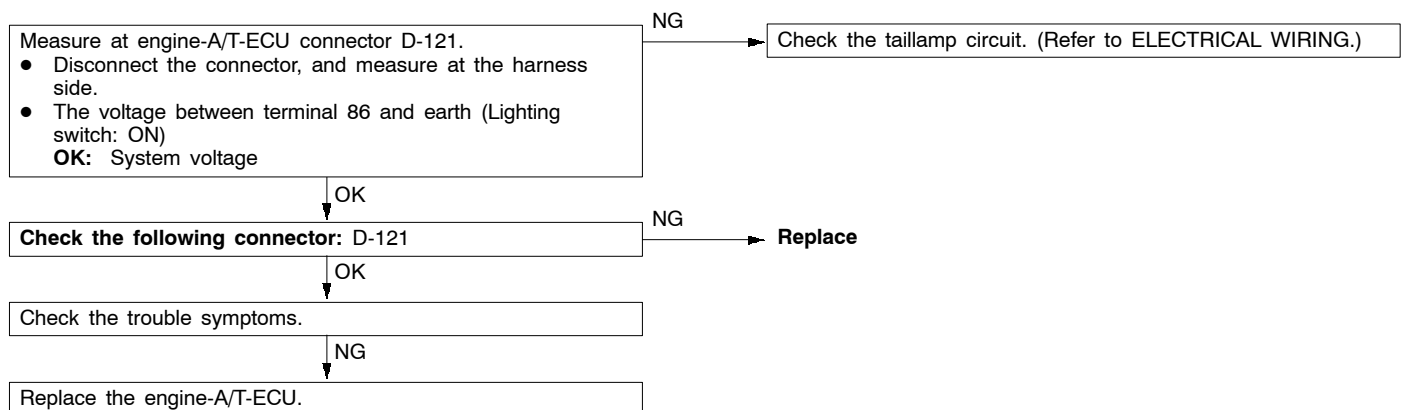 NG
Measure at engine-A/T-ECU connector D-121.
● Disconnect the connector, and measure at the harness
side.
● The voltage between terminal 86 and earth (Lighting
switch: ON)
OK: System voltage
Check the taillamp circuit. (Refer to ELECTRICAL WIRING.)
OK
NG
Check the following connector: D-121
Replace
OK
Check the trouble symptoms.
NG
Replace the engine-A/T-ECU.